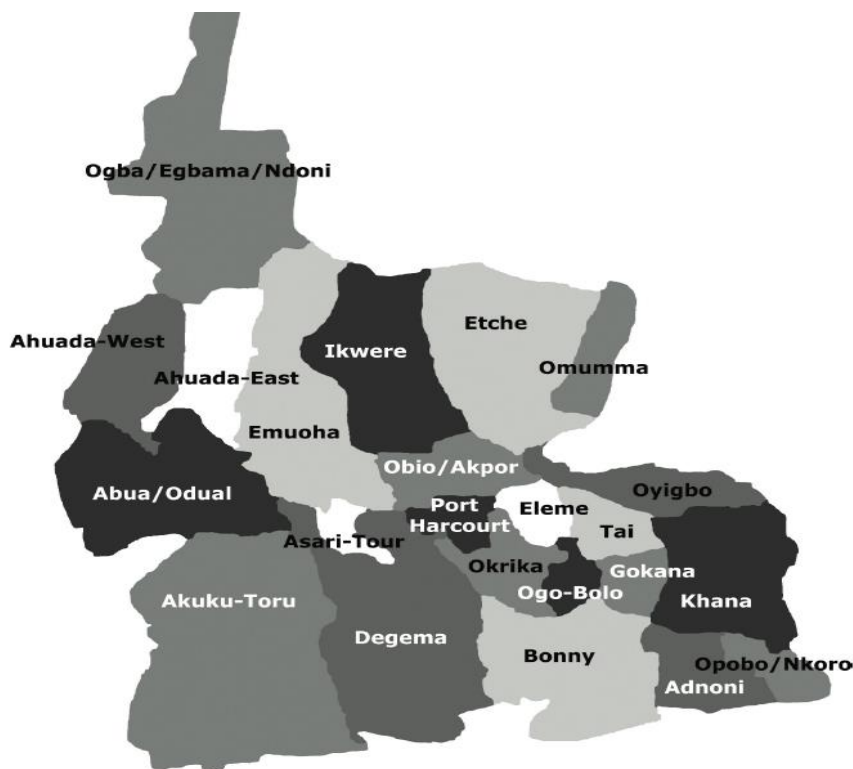 Ogba/Egbama/Ndoni
Etche
Ahuada-West
Ikwere
Omumma
Ahuada-East
Emuoha
Obio/Akpor
Abua/Odual
Oyigbo
Port
Harcourt
Eleme
Tai
Asari-Tour
Okrika
Gokana
Ogo-Bolo
Akuku-Toru
Khana
Degema
Bonny
Opobo/Nkoro
Adnoni